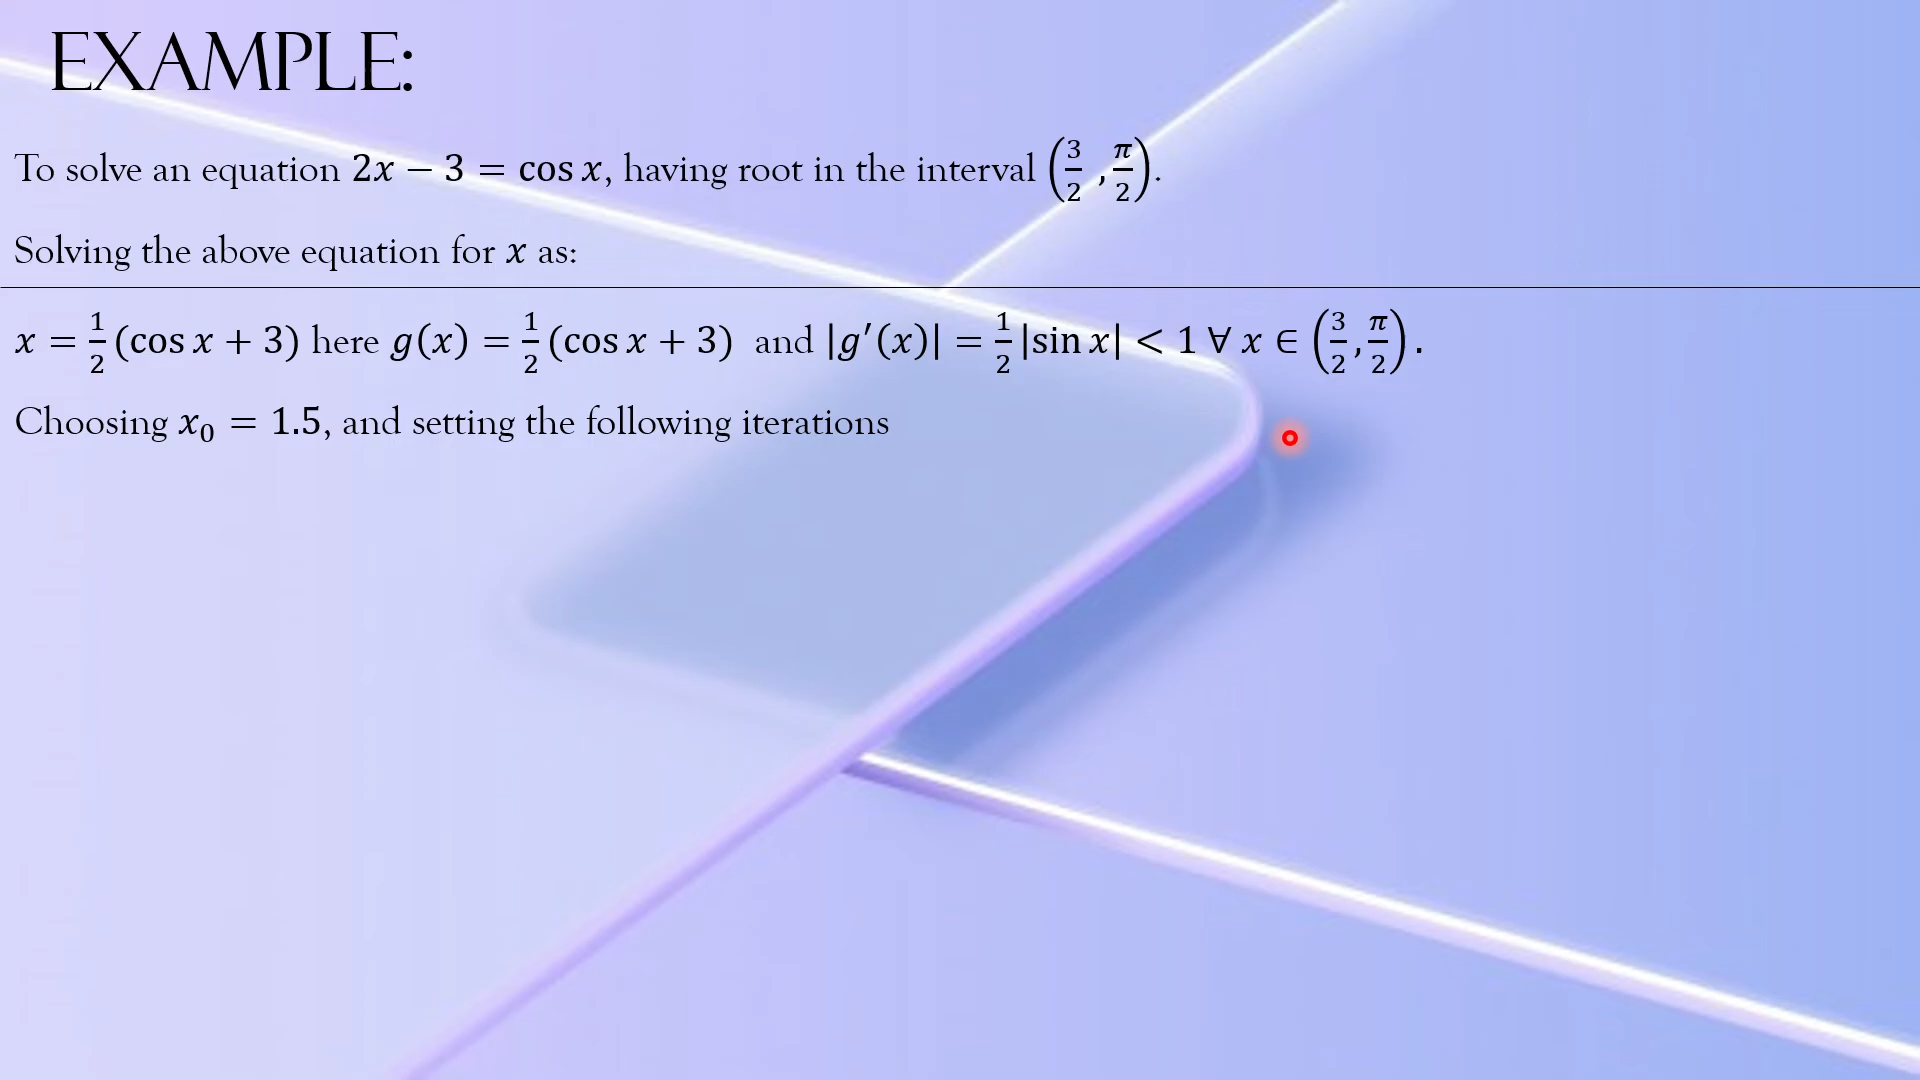 EXAMPLE:
To solve an equation 2x − 3 = cos x, having root in the interval (3/2 , π/2).
Solving the above equation for x as:
x = 1/2 (cos x + 3) here g(x) = 1/2 (cos x + 3) and |g′(x)| = 1/2 |sin x| < 1 ∀ x ∈ (3/2 , π/2) .
Choosing x₀ = 1.5, and setting the following iterations